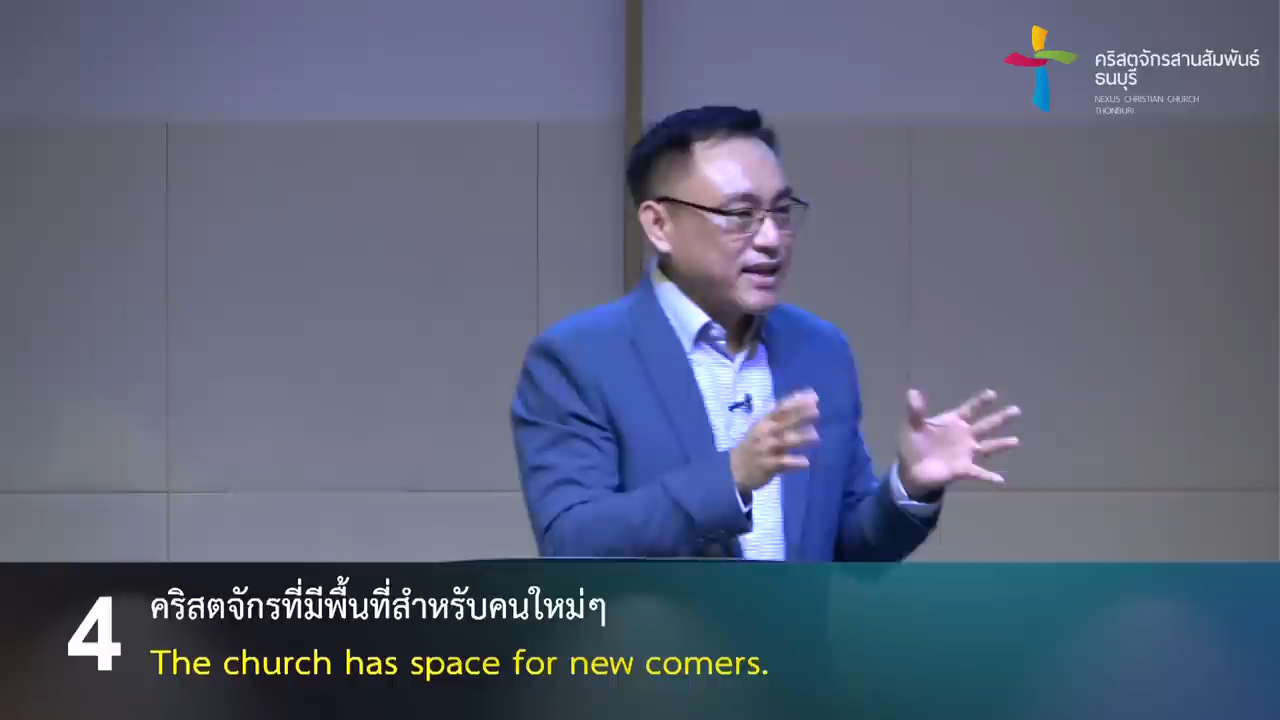 คริสตจักรสานสัมพันธ์
ธนบุรี
NEXUS CHRISTIAN CHURCH
THONBURI
4
คริสตจักรที่มีพื้นที่สำหรับคนใหม่ๆ
The church has space for new comers.